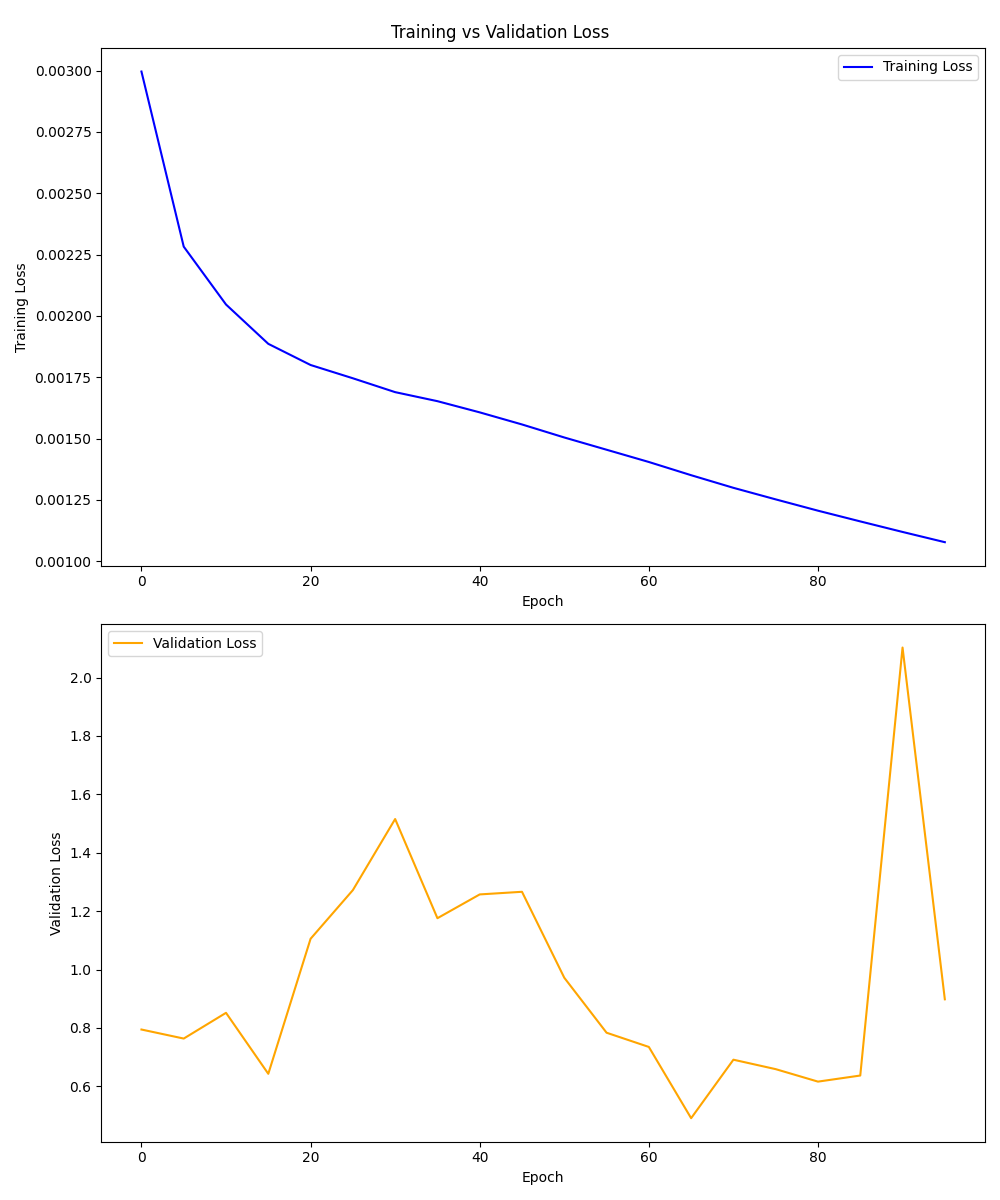 Training vs Validation Loss
Training Loss
0.00300
0.00275
0.00250
0.00225
0.00200
0.00175
0.00150
0.00125
0.00100
Training Loss
0 20 40 60 80
Epoch
Validation Loss
2.0
1.8
1.6
1.4
1.2
1.0
0.8
0.6
Validation Loss
0 20 40 60 80
Epoch